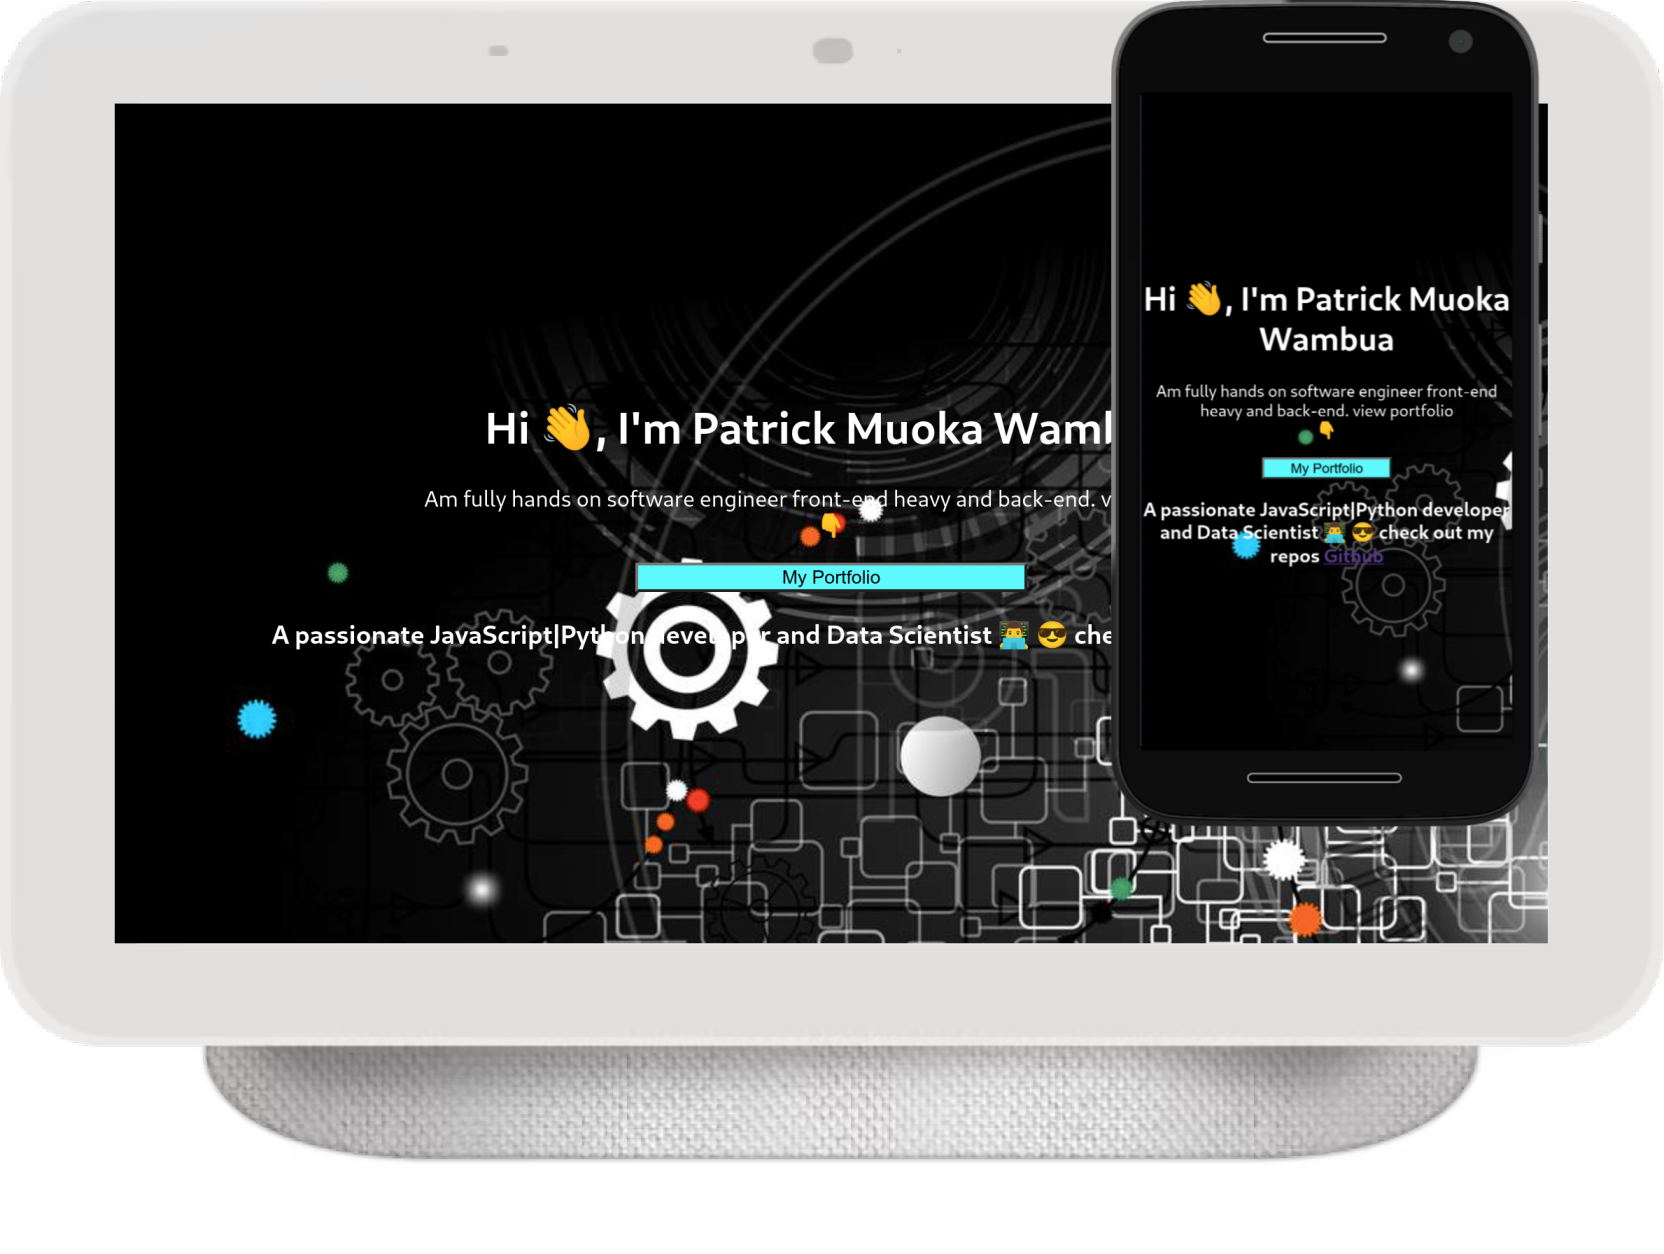 Hi 👋, I'm Patrick Muoka Wamb
Am fully hands on software engineer front-end heavy and back-end. v
👇
My Portfolio
A passionate JavaScript|Python developer and Data Scientist 👨‍💻 😎 che
Hi 👋, I'm Patrick Muoka
Wambua
Am fully hands on software engineer front-end
heavy and back-end. view portfolio
👇
My Portfolio
A passionate JavaScript|Python developer
and Data Scientist 👨‍💻 😎 check out my
repos Github